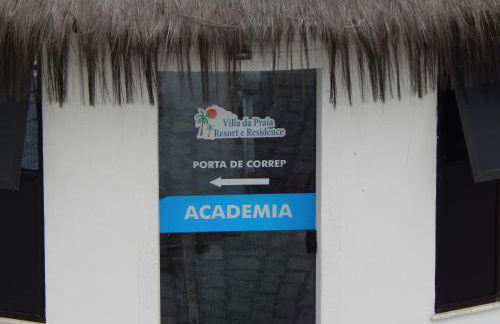 Villa da Praia
Resort e Residence
PORTA DE CORREP
ACADEMIA